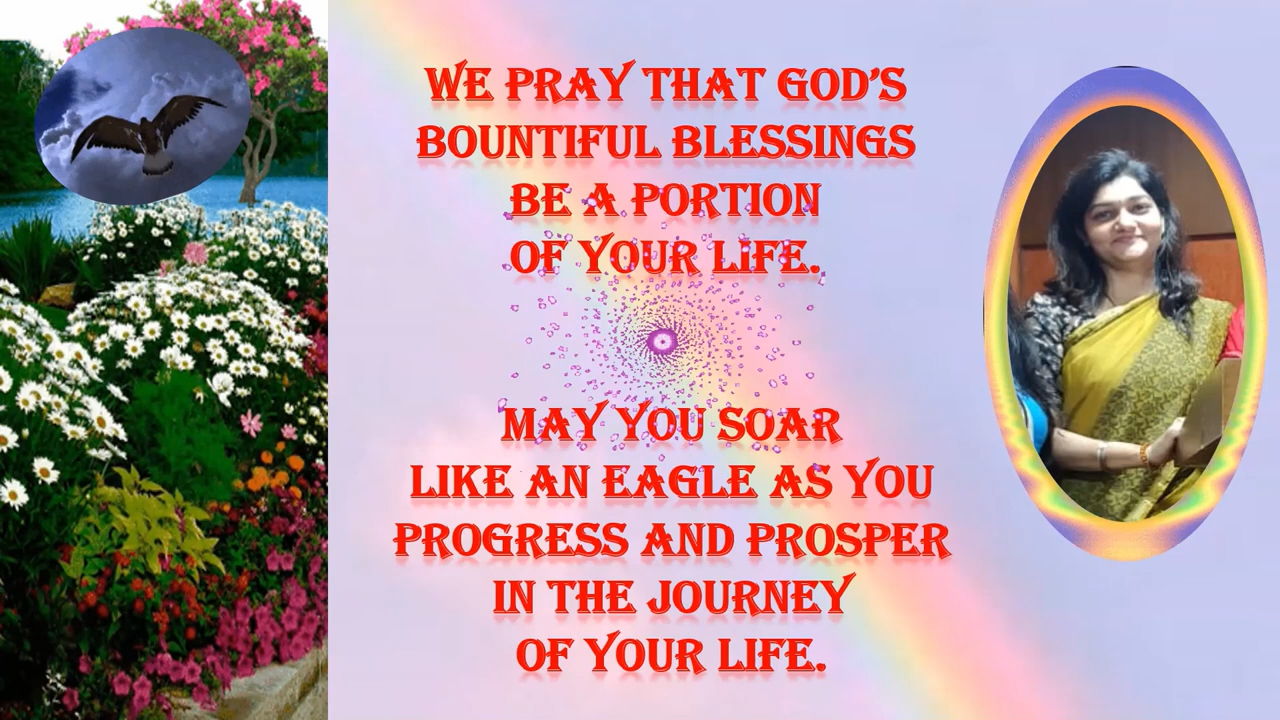 WE PRAY THAT GOD'S
BOUNTIFUL BLESSINGS
BE A PORTION
OF YOUR LIFE.
MAY YOU SOAR
LIKE AN EAGLE AS YOU
PROGRESS AND PROSPER
IN THE JOURNEY
OF YOUR LIFE.